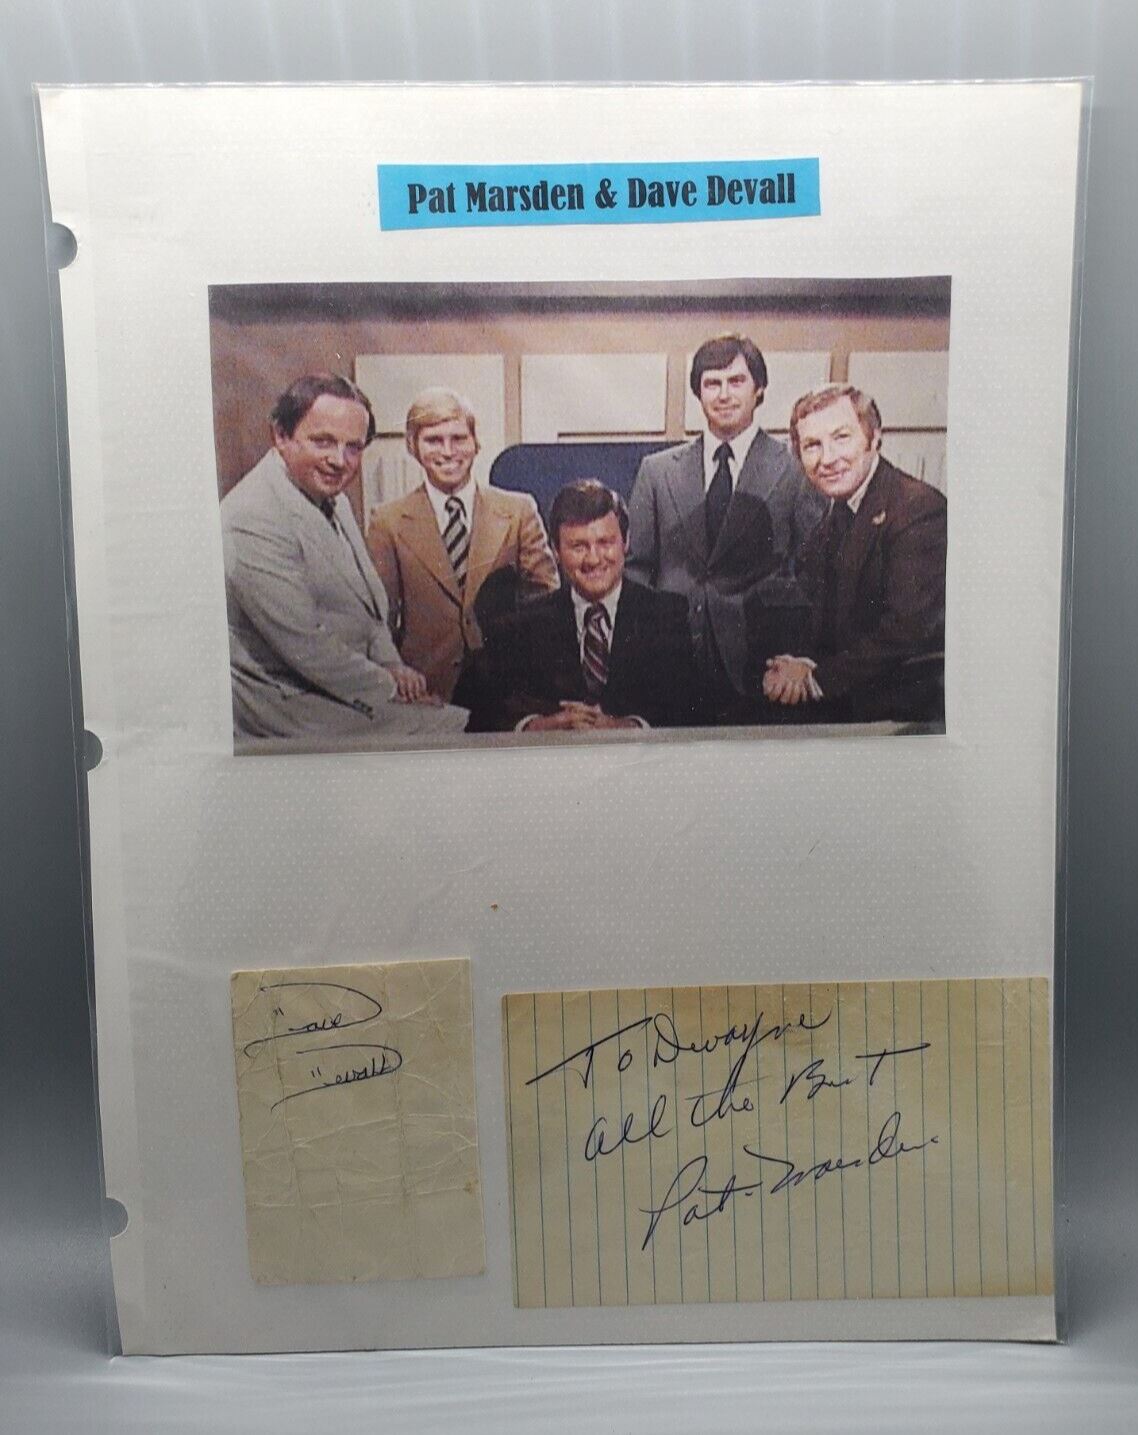 Pat Marsden & Dave Devall
Dave
Devall
To Dwayne
All the Best
Pat Marsden